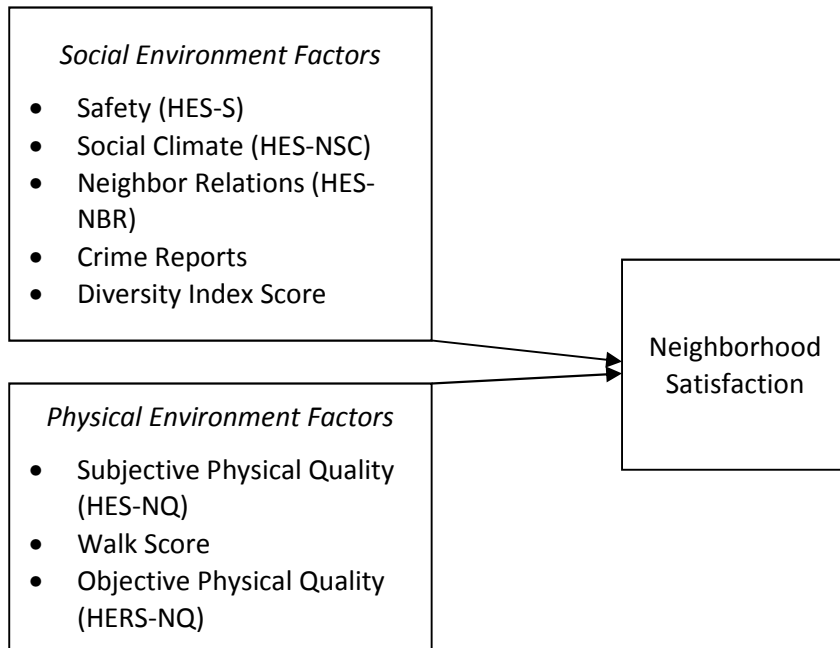 Social Environment Factors
• Safety (HES-S)
• Social Climate (HES-NSC)
• Neighbor Relations (HES-
NBR)
• Crime Reports
• Diversity Index Score
Neighborhood
Satisfaction
Physical Environment Factors
• Subjective Physical Quality
(HES-NQ)
• Walk Score
• Objective Physical Quality
(HERS-NQ)